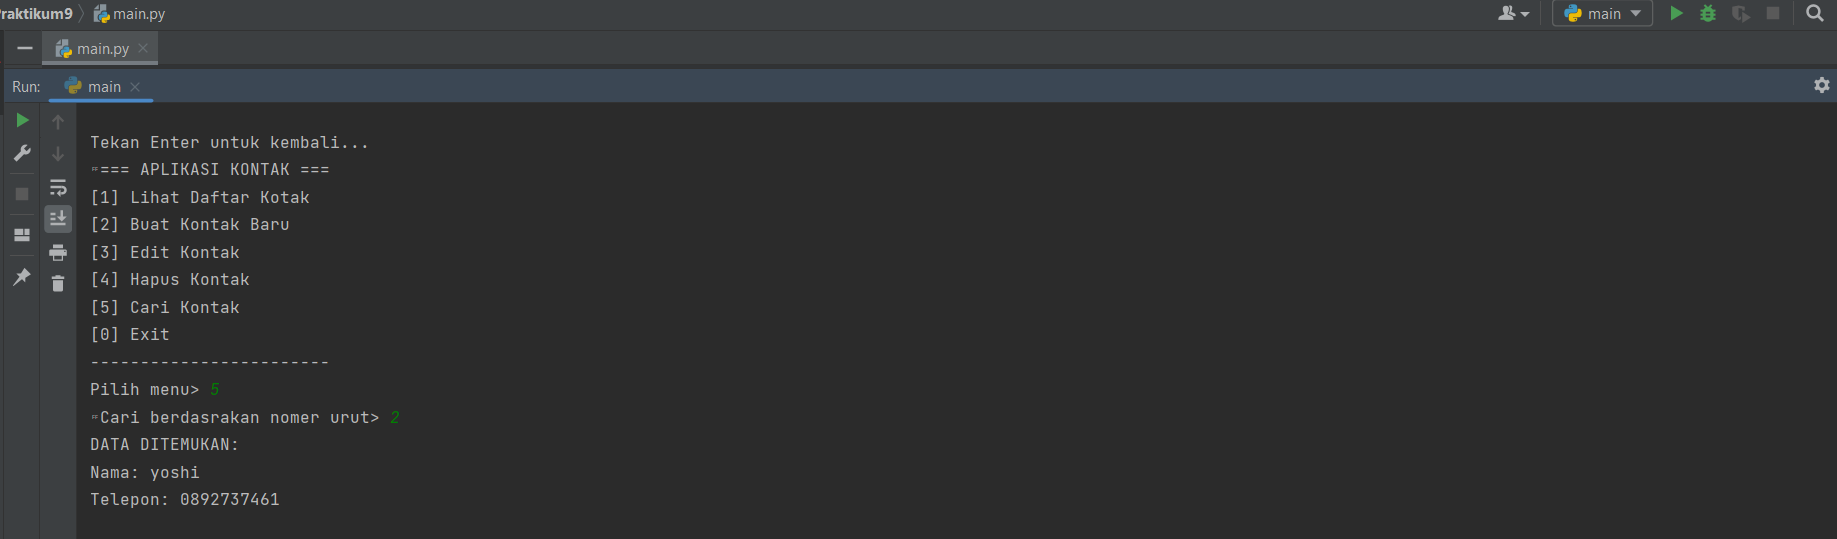 raktikum9 main.py
main
main.py
Run: main
Tekan Enter untuk kembali...
=== APLIKASI KONTAK ===
[1] Lihat Daftar Kotak
[2] Buat Kontak Baru
[3] Edit Kontak
[4] Hapus Kontak
[5] Cari Kontak
[0] Exit
------------------------
Pilih menu> 5
Cari berdasrakan nomer urut> 2
DATA DITEMUKAN:
Nama: yoshi
Telepon: 0892737461